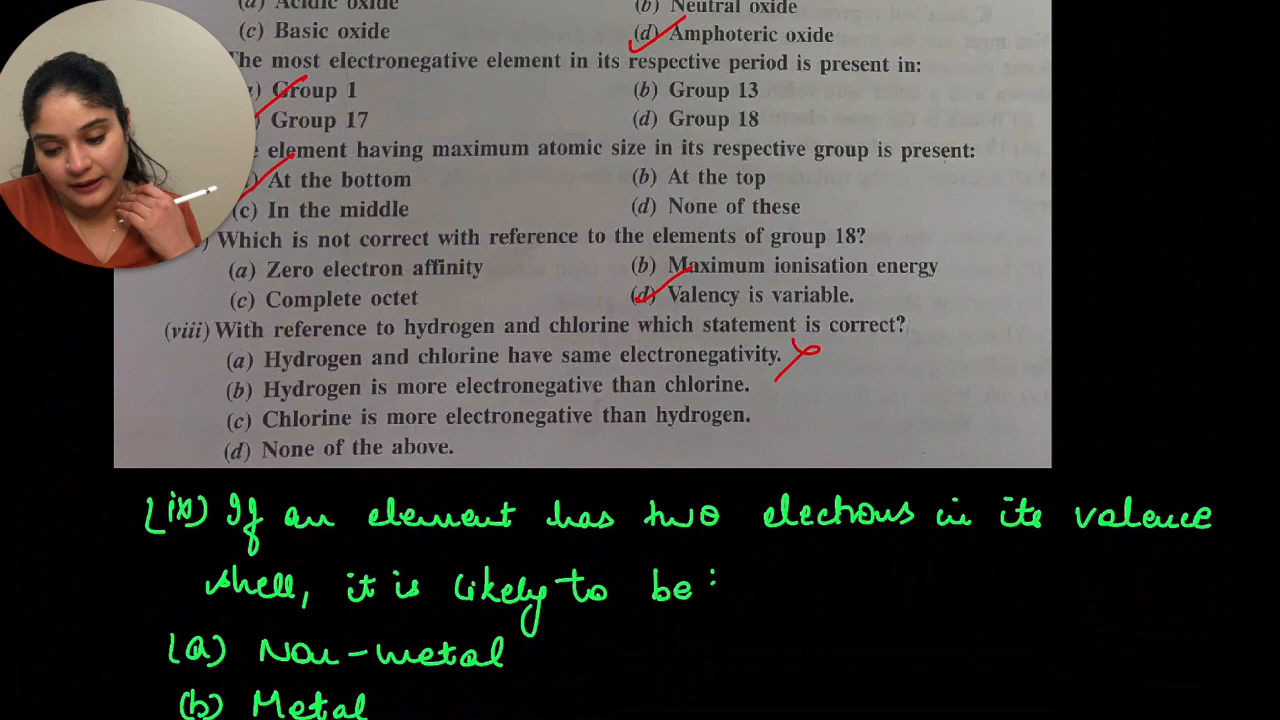 (a) Acidic oxide (b) Neutral oxide
(c) Basic oxide (d) Amphoteric oxide
The most electronegative element in its respective period is present in:
) Group 1 (b) Group 13
) Group 17 (d) Group 18
element having maximum atomic size in its respective group is present:
) At the bottom (b) At the top
(c) In the middle (d) None of these
) Which is not correct with reference to the elements of group 18?
(a) Zero electron affinity (b) Maximum ionisation energy
(c) Complete octet (d) Valency is variable.
(viii) With reference to hydrogen and chlorine which statement is correct?
(a) Hydrogen and chlorine have same electronegativity.
(b) Hydrogen is more electronegative than chlorine.
(c) Chlorine is more electronegative than hydrogen.
(d) None of the above.
(ix) If an element has two electrons in its valence
shell, it is likely to be :
(a) Non-metal
(b) Metal